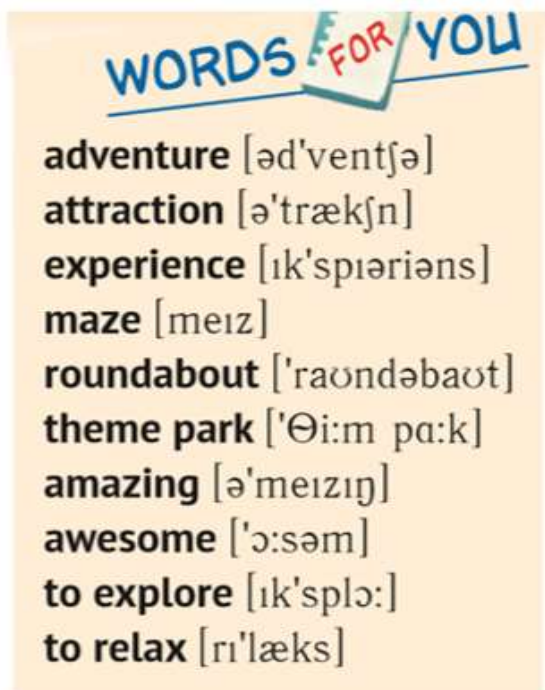 WORDS FOR YOU
adventure [əd'ventʃə]
attraction [ə'trækʃn]
experience [ɪk'spɪəriəns]
maze [meɪz]
roundabout ['raʊndəbaʊt]
theme park ['Θi:m pɑ:k]
amazing [ə'meɪzɪŋ]
awesome ['ɔ:səm]
to explore [ɪk'splɔ:]
to relax [rɪ'læks]